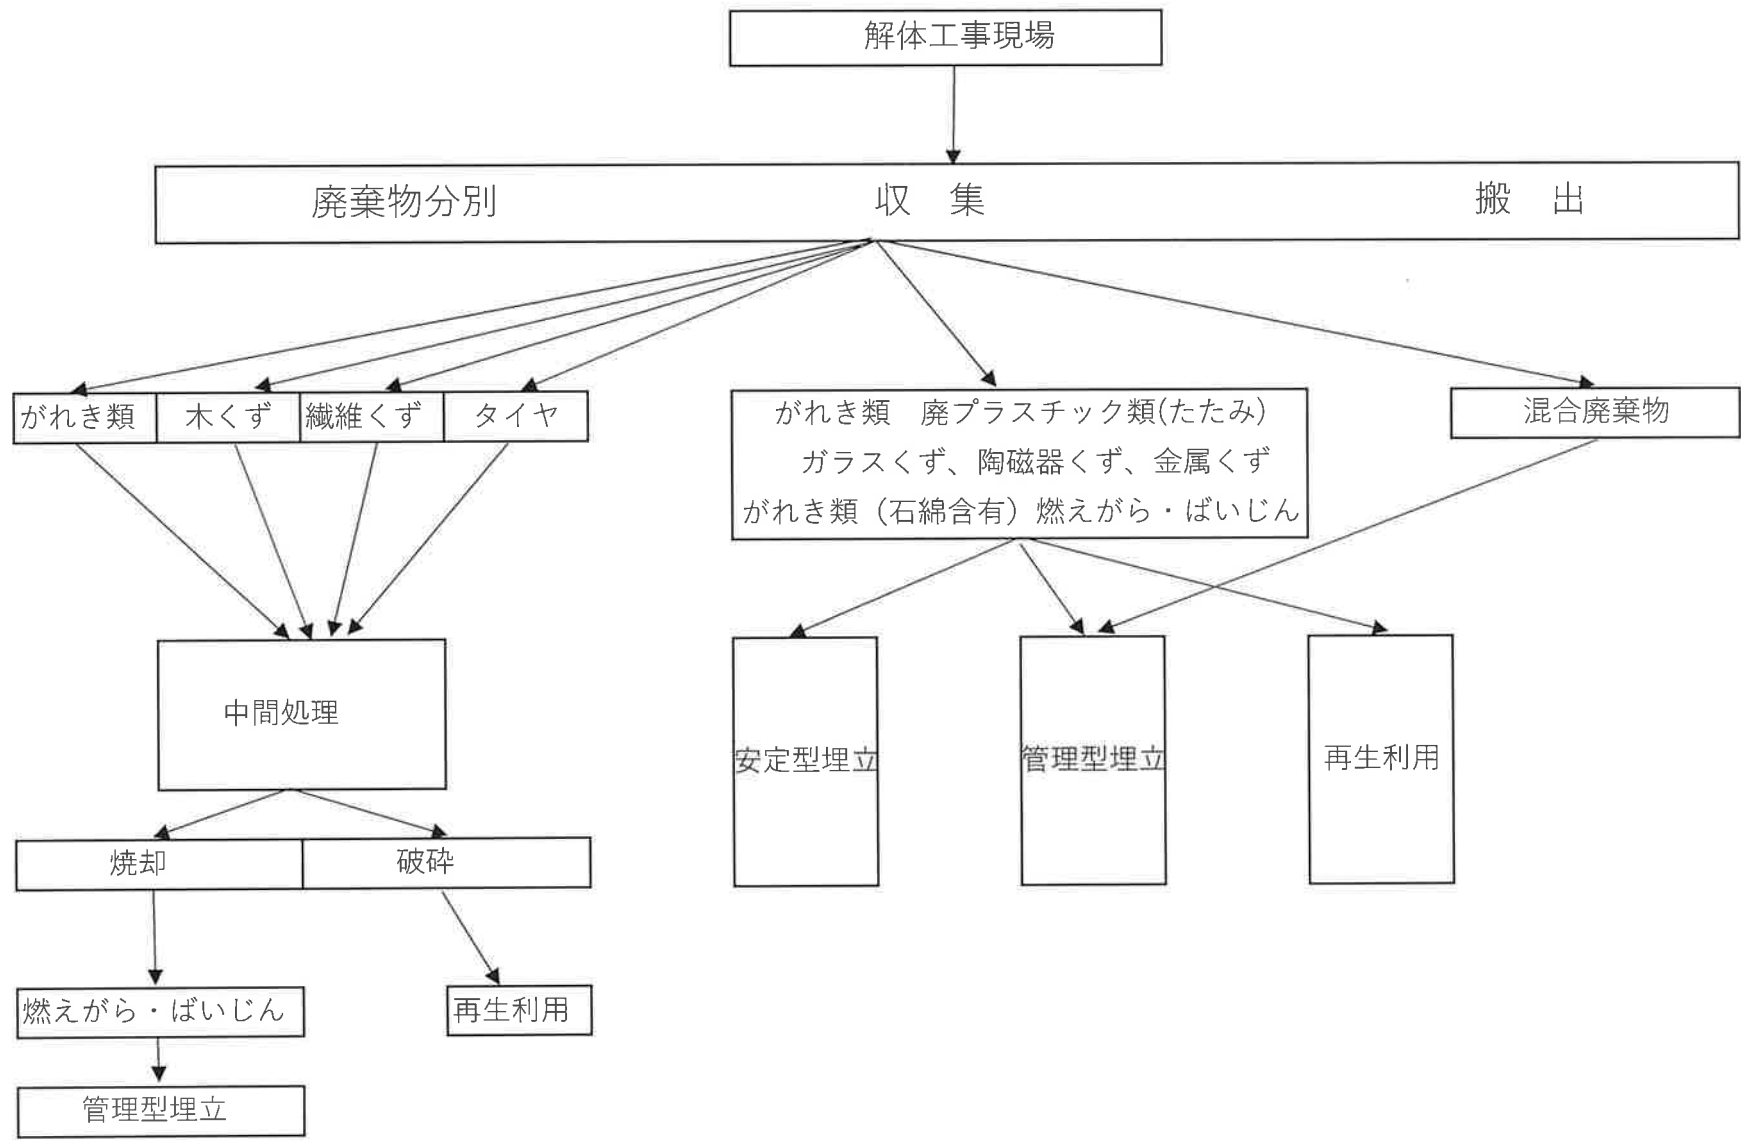 解体工事現場
廃棄物分別 収 集 搬 出
がれき類 木くず 繊維くず タイヤ
がれき類 廃プラスチック類(たたみ)
ガラスくず、陶磁器くず、金属くず
がれき類（石綿含有）燃えがら・ばいじん
混合廃棄物
中間処理
安定型埋立
管理型埋立
再生利用
焼却 破砕
燃えがら・ばいじん
再生利用
管理型埋立